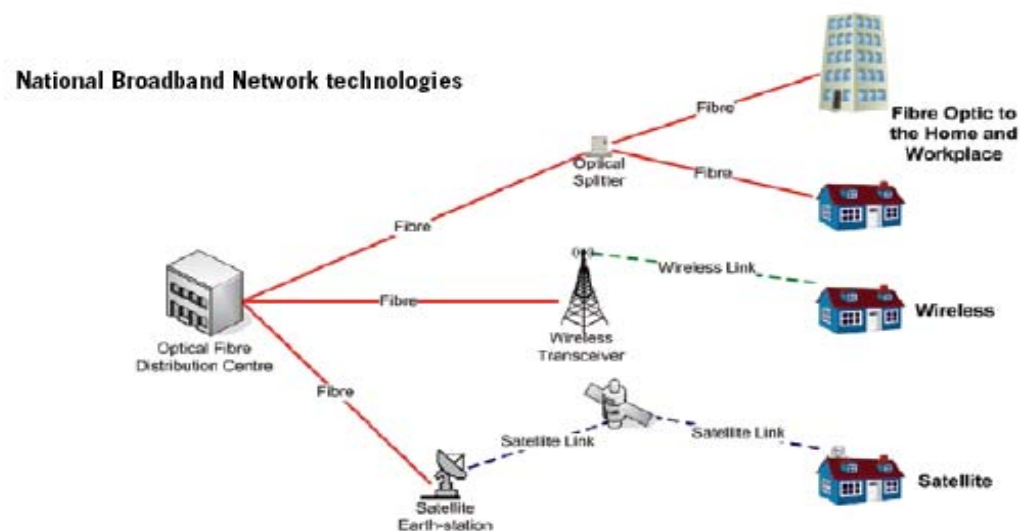 National Broadband Network technologies
Fibre
Fibre Optic to
the Home and
Workplace
Optical
Splitter
Fibre
Fibre
Wireless Link
Fibre
Wireless
Wireless
Transceiver
Optical Fibre
Distribution Centre
Fibre
Satellite Link
Satellite Link
Satellite
Satellite
Earth-station